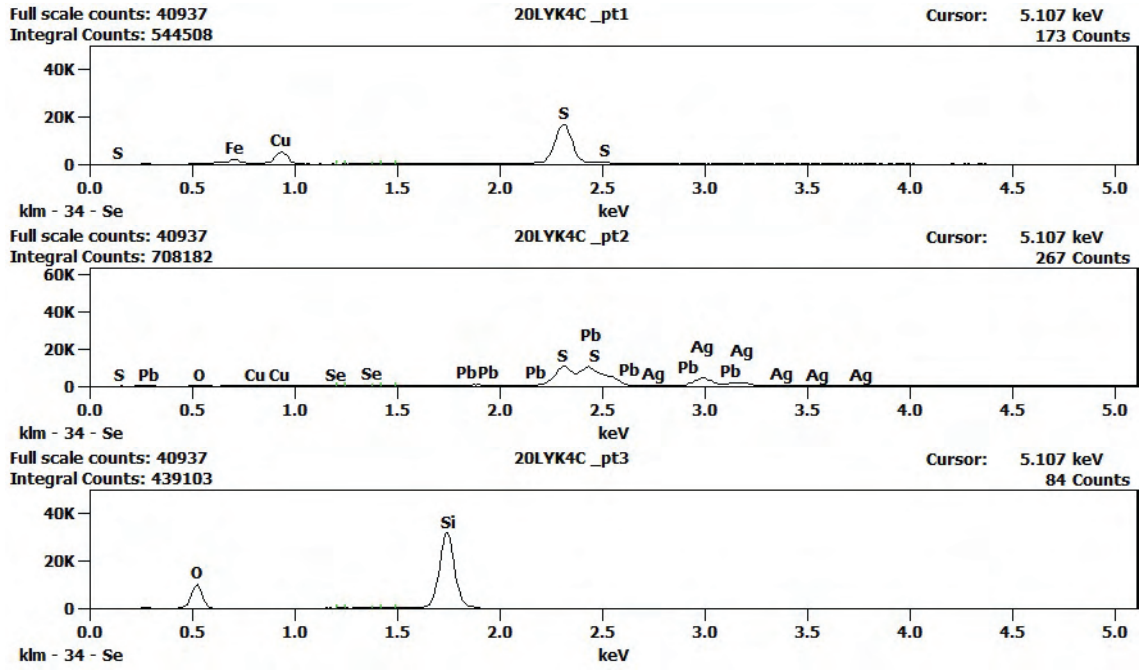 Full scale counts: 40937 20LYK4C _pt1 Cursor: 5.107 keV
Integral Counts: 544508 173 Counts
40K
20K
0
S Fe Cu S S
0.0 0.5 1.0 1.5 2.0 2.5 3.0 3.5 4.0 4.5 5.0
klm - 34 - Se keV
Full scale counts: 40937 20LYK4C _pt2 Cursor: 5.107 keV
Integral Counts: 708182 267 Counts
60K
40K
20K
0
Pb
Ag Ag
S Pb O Cu Cu Se Se Pb Pb Pb S S Pb Ag Pb Pb Ag Ag Ag
0.0 0.5 1.0 1.5 2.0 2.5 3.0 3.5 4.0 4.5 5.0
klm - 34 - Se keV
Full scale counts: 40937 20LYK4C _pt3 Cursor: 5.107 keV
Integral Counts: 439103 84 Counts
40K
20K
0
Si
O
0.0 0.5 1.0 1.5 2.0 2.5 3.0 3.5 4.0 4.5 5.0
klm - 34 - Se keV